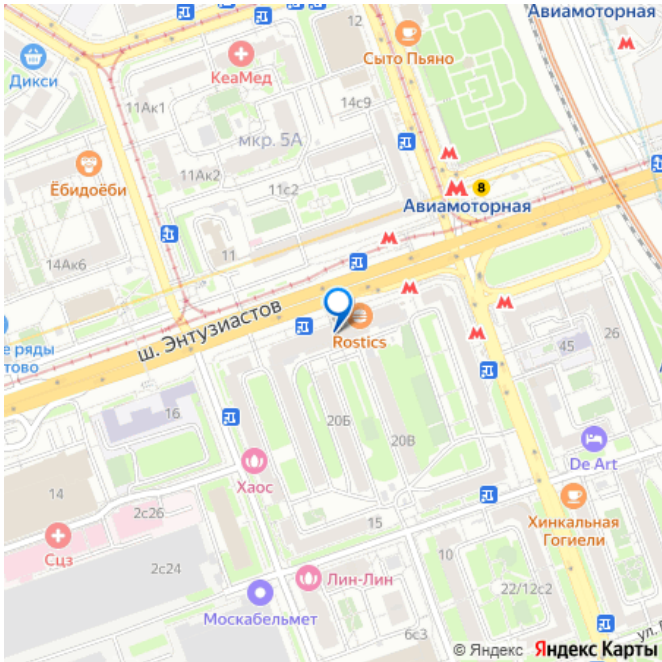 Авиамоторная
12
Сыто Пьяно
КеаМед
Дикси
11Ак1
14с9
мкр. 5А
Ёбидоёби
11Ак2
11с2
8
Авиамоторная
11
14Ак6
ш. Энтузиастов
Rostics
е ряды
тово
45
26
16
20Б
20В
De Art
Хаос
14
2с26
15
Хинкальная
Гогиели
Сцз
2с24
10
Лин-Лин
22/12с2
Москабельмет
6с3
ул.
© Яндекс Яндекс Карты